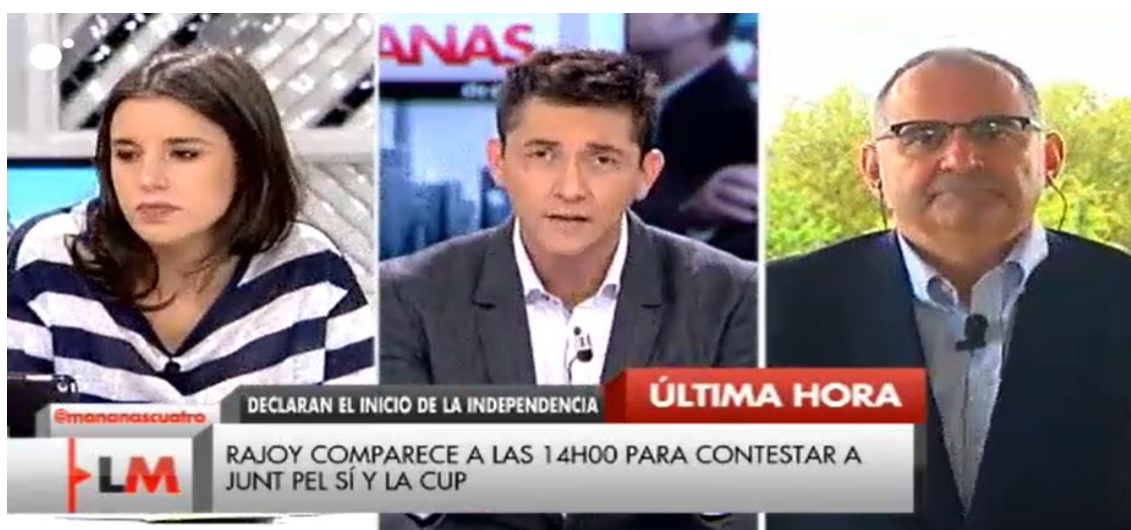 ANAS
ÚLTIMA HORA
DECLARAN EL INICIO DE LA INDEPENDENCIA
@mananascuatro
LM
RAJOY COMPARECE A LAS 14H00 PARA CONTESTAR A
JUNT PEL SÍ Y LA CUP